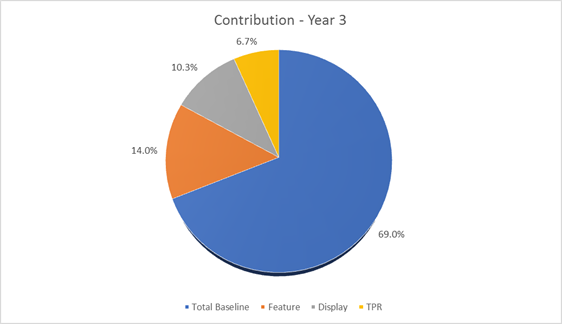 Contribution - Year 3
6.7%
10.3%
14.0%
69.0%
Total Baseline Feature Display TPR